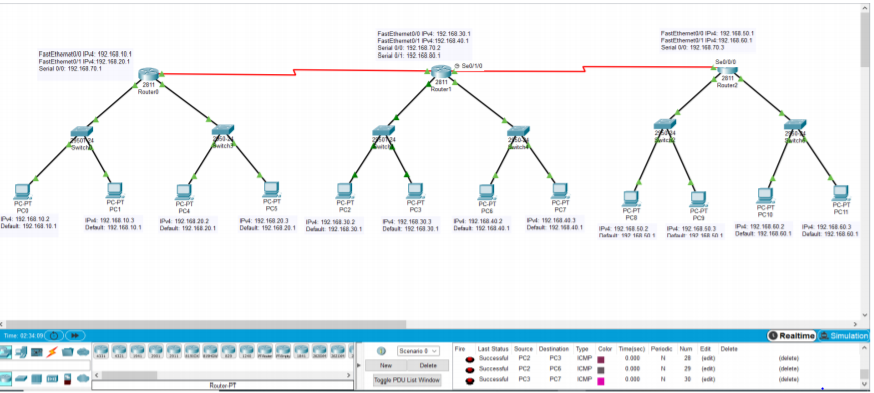 FastEthernet0/0 IPv4: 192.168.10.1
FastEthernet0/1 IPv4: 192.168.20.1
Serial 0/0: 192.168.70.1
FastEthernet0/0 IPv4: 192.168.30.1
FastEthernet0/1 IPv4:192.168.40.1
Serial 0/0: 192.168.70.2
Serial 0/1: 192.168.80.1
FastEthernet0/0 IPv4: 192.168.50.1
FastEthernet0/1 IPv4: 192.168.60.1
Serial 0/0: 192.168.70.3
Se0/1/0
Se0/0/0
2811
Router0
2811
Router1
2811
Router2
PC-PT
PC0
PC-PT
PC1
PC-PT
PC4
PC-PT
PC5
PC-PT
PC2
PC-PT
PC3
PC-PT
PC6
PC-PT
PC7
PC-PT
PC8
PC-PT
PC9
PC-PT
PC10
PC-PT
PC11
IPv4: 192.168.10.2
Default: 192.168.10.1
IPv4: 192.168.10.3
Default: 192.168.10.1
IPv4: 192.168.20.2
Default: 192.168.20.1
IPv4: 192.168.20.3
Default: 192.168.20.1
IPv4: 192.168.30.2
Default: 192.168.30.1
IPv4: 192.168.30.3
Default: 192.168.30.1
IPv4: 192.168.40.2
Default: 192.168.40.1
IPv4: 192.168.40.3
Default: 192.168.40.1
IPv4: 192.168.50.2
Default: 192.168.50.1
IPv4: 192.168.50.3
Default: 192.168.50.1
IPv4: 192.168.60.2
Default: 192.168.60.1
IPv4: 192.168.60.3
Default: 192.168.60.1
Time: 02:34:09
Realtime
Simulation
Scenario 0
New
Delete
Toggle PDU List Window
Router-PT
Fire Last Status Source Destination Type Color Time(sec) Periodic Num Edit Delete
Successful PC2 PC3 ICMP 0.000 N 28 (edit) (delete)
Successful PC2 PC6 ICMP 0.000 N 29 (edit) (delete)
Successful PC3 PC7 ICMP 0.000 N 30 (edit) (delete)